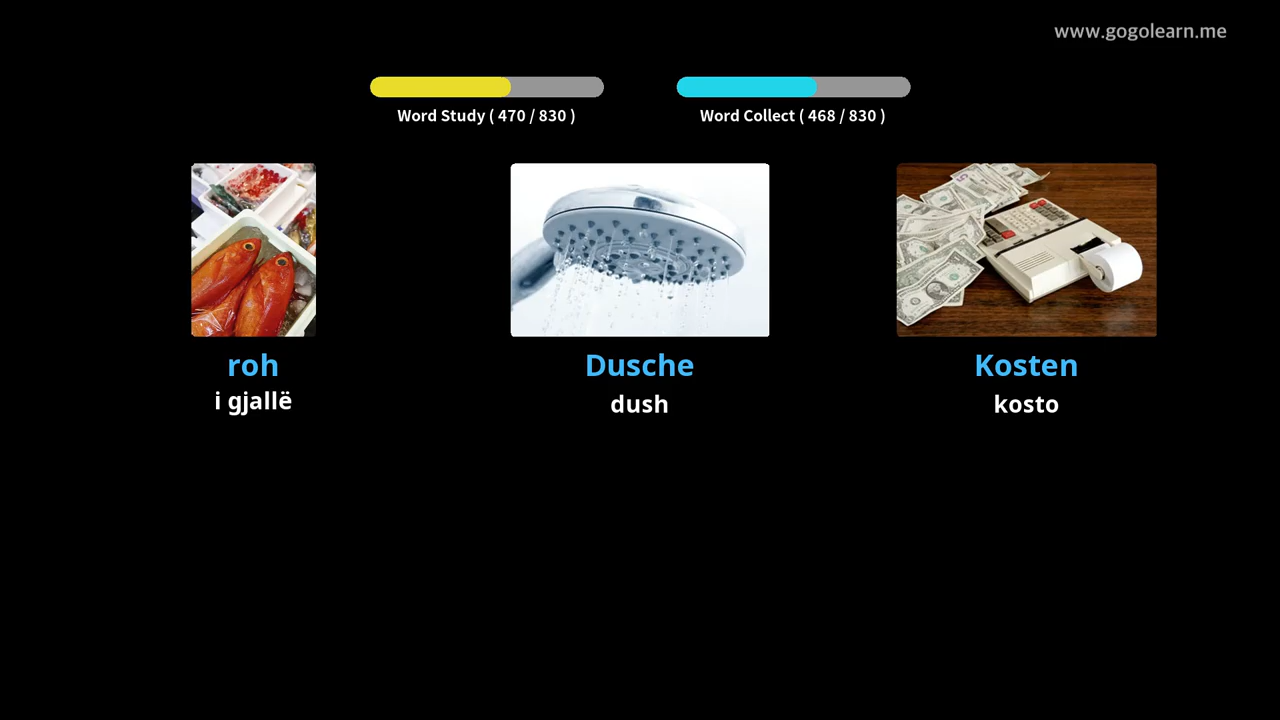 www.gogolearn.me
Word Study ( 470 / 830 )
Word Collect ( 468 / 830 )
roh
Dusche
Kosten
i gjallë
dush
kosto